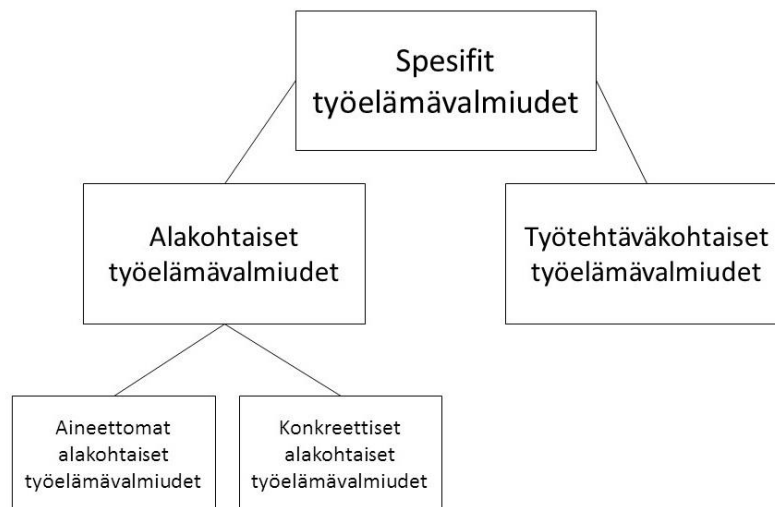 Spesifit
työelämävalmiudet
Alakohtaiset
työelämävalmiudet
Työtehtäväkohtaiset
työelämävalmiudet
Aineettomat
alakohtaiset
työelämävalmiudet
Konkreettiset
alakohtaiset
työelämävalmiudet